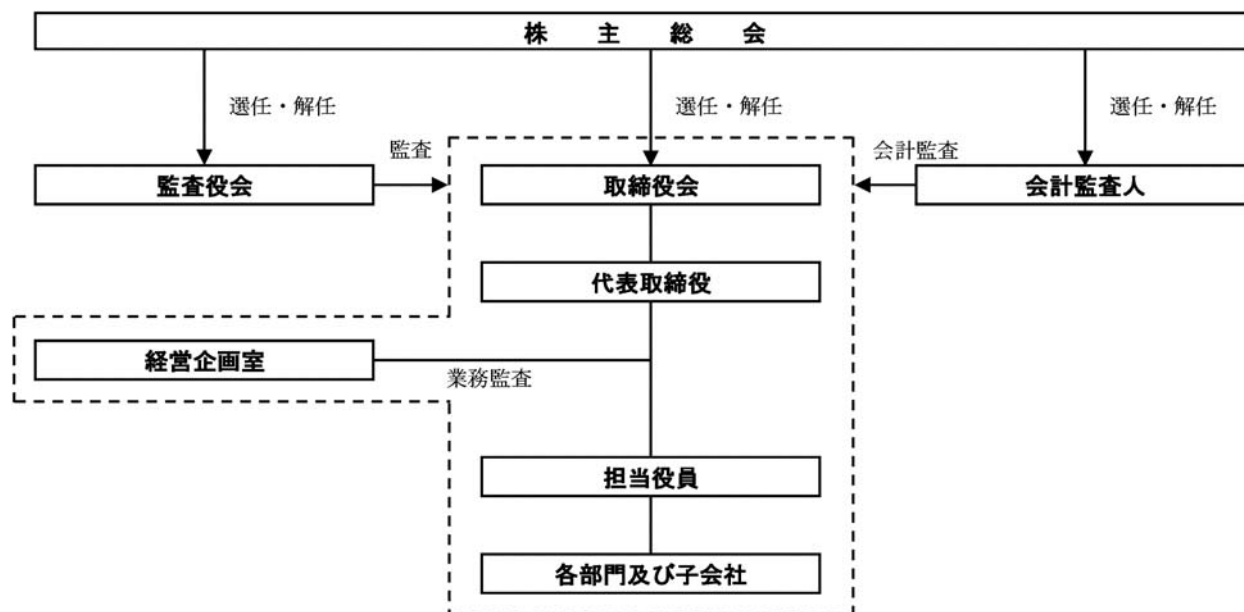 株主総会
選任・解任
選任・解任
選任・解任
監査
会計監査
監査役会
取締役会
会計監査人
代表取締役
経営企画室
業務監査
担当役員
各部門及び子会社